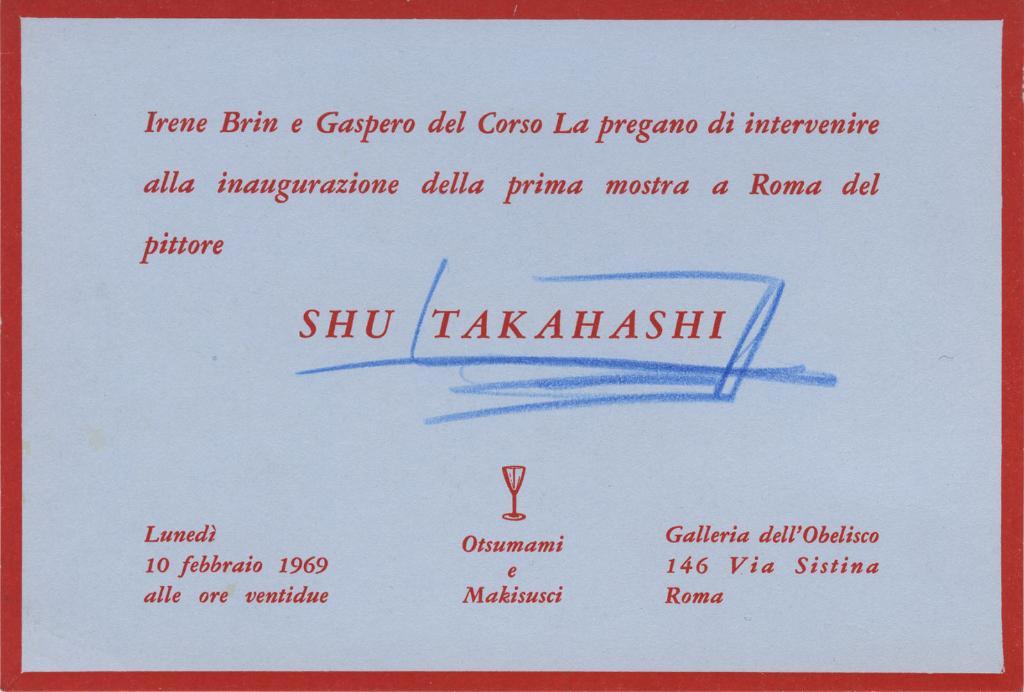 Irene Brin e Gaspero del Corso La pregano di intervenire
alla inaugurazione della prima mostra a Roma del
pittore
SHU TAKAHASHI
Lunedì
10 febbraio 1969
alle ore ventidue
Otsumami
e
Makisusci
Galleria dell'Obelisco
146 Via Sistina
Roma